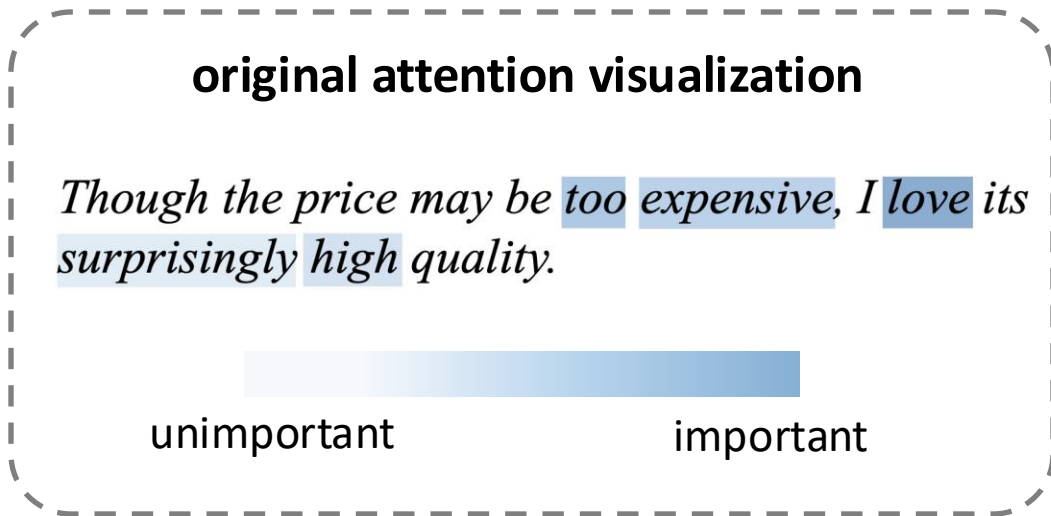 original attention visualization
Though the price may be too expensive, I love its
surprisingly high quality.
unimportant
important